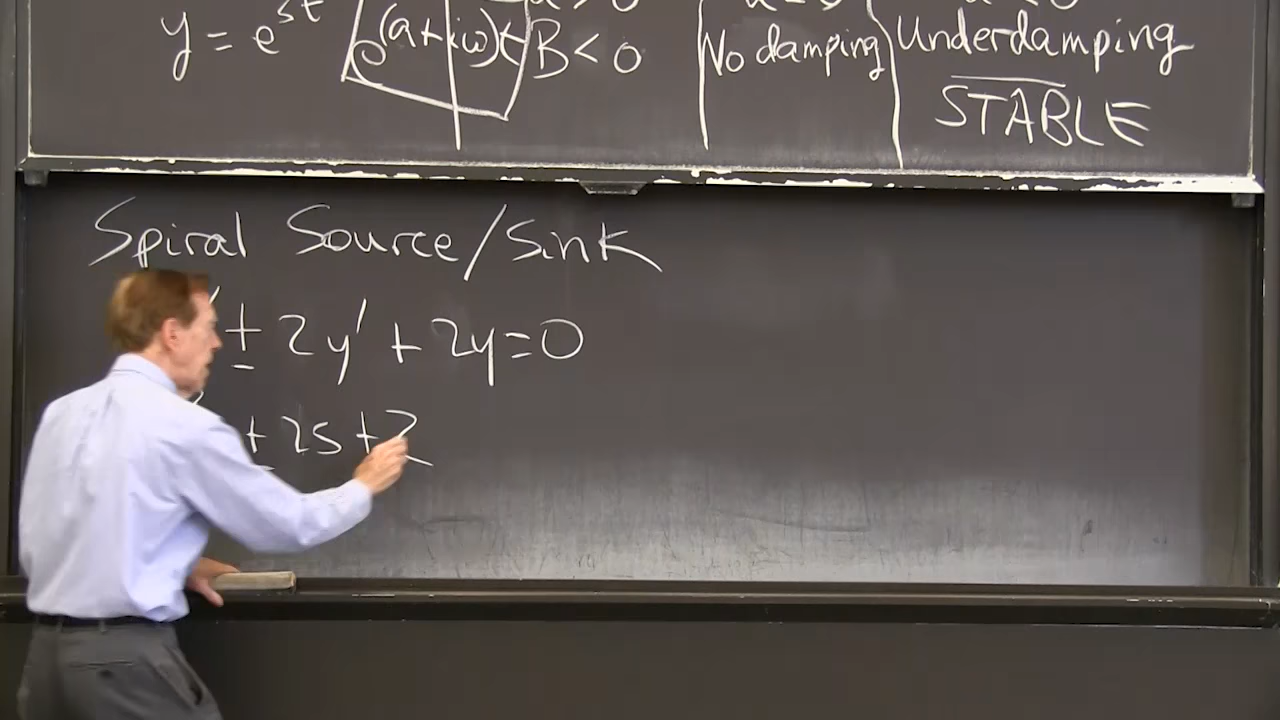 y = e^{st} e^{(a+iω)t} B < 0 No damping Underdamping
STABLE
Spiral Source/Sink
± 2y' + 2y = 0
± 2s + 2